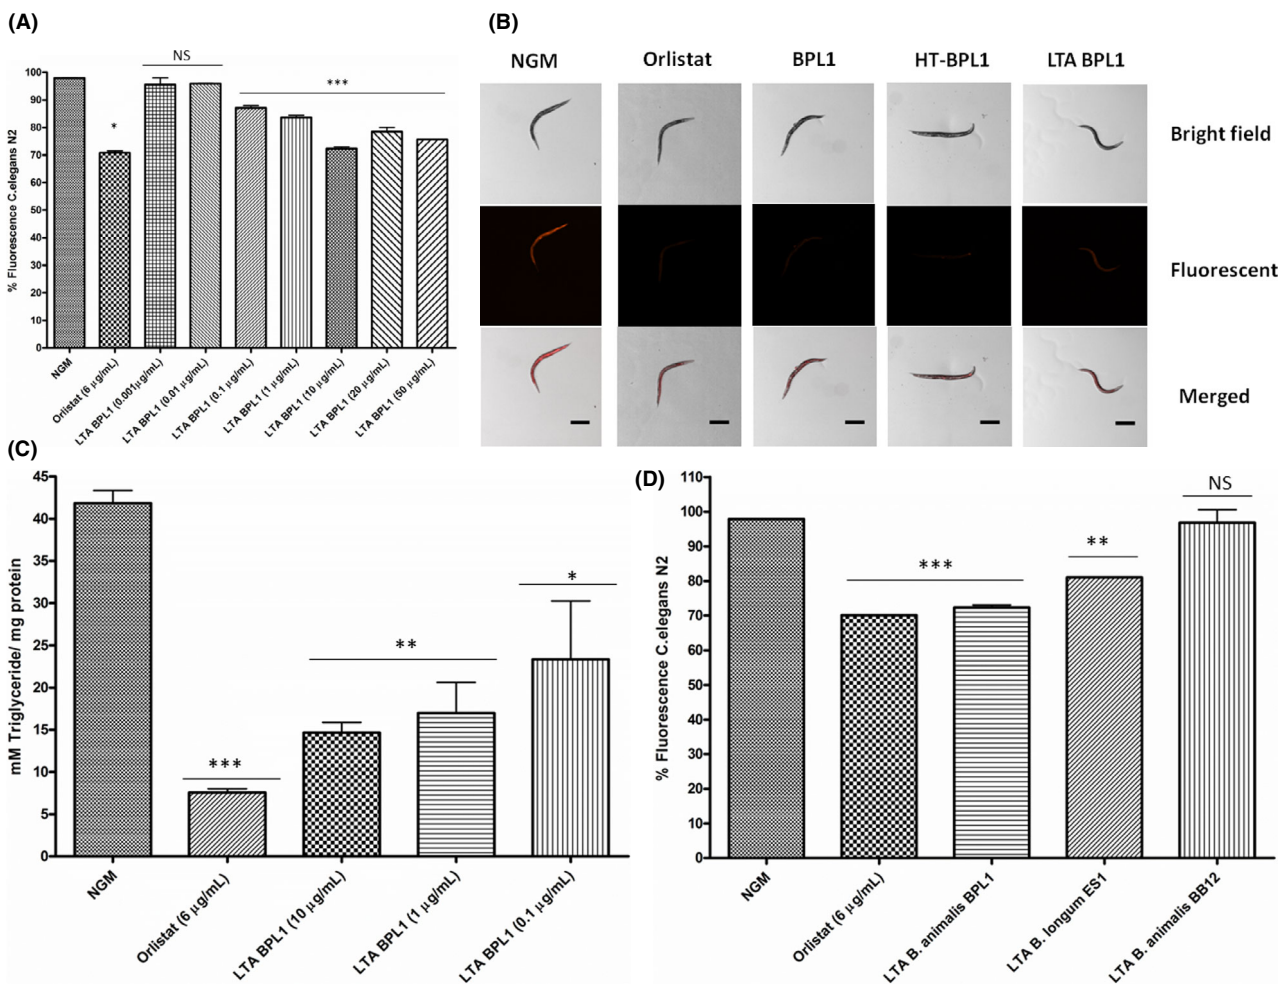 (A)
NS
***
*
% Fluorescence C.elegans N2
100
90
80
70
60
50
40
30
20
10
0
NGM
Orlistat (6 μg/mL)
LTA BPL1 (0.001μg/mL)
LTA BPL1 (0.01 μg/mL)
LTA BPL1 (0.1 μg/mL)
LTA BPL1 (1 μg/mL)
LTA BPL1 (10 μg/mL)
LTA BPL1 (20 μg/mL)
LTA BPL1 (50 μg/mL)
(B)
NGM
Orlistat
BPL1
HT-BPL1
LTA BPL1
Bright field
Fluorescent
Merged
(C)
mM Triglyceride/ mg protein
45
40
35
30
25
20
15
10
5
0
***
**
*
NGM
Orlistat (6 μg/mL)
LTA BPL1 (10 μg/mL)
LTA BPL1 (1 μg/mL)
LTA BPL1 (0.1 μg/mL)
(D)
% Fluorescence C.elegans N2
110
100
90
80
70
60
50
40
30
20
10
0
***
**
NS
NGM
Orlistat (6 μg/mL)
LTA B. animalis BPL1
LTA B. longum ES1
LTA B. animalis BB12